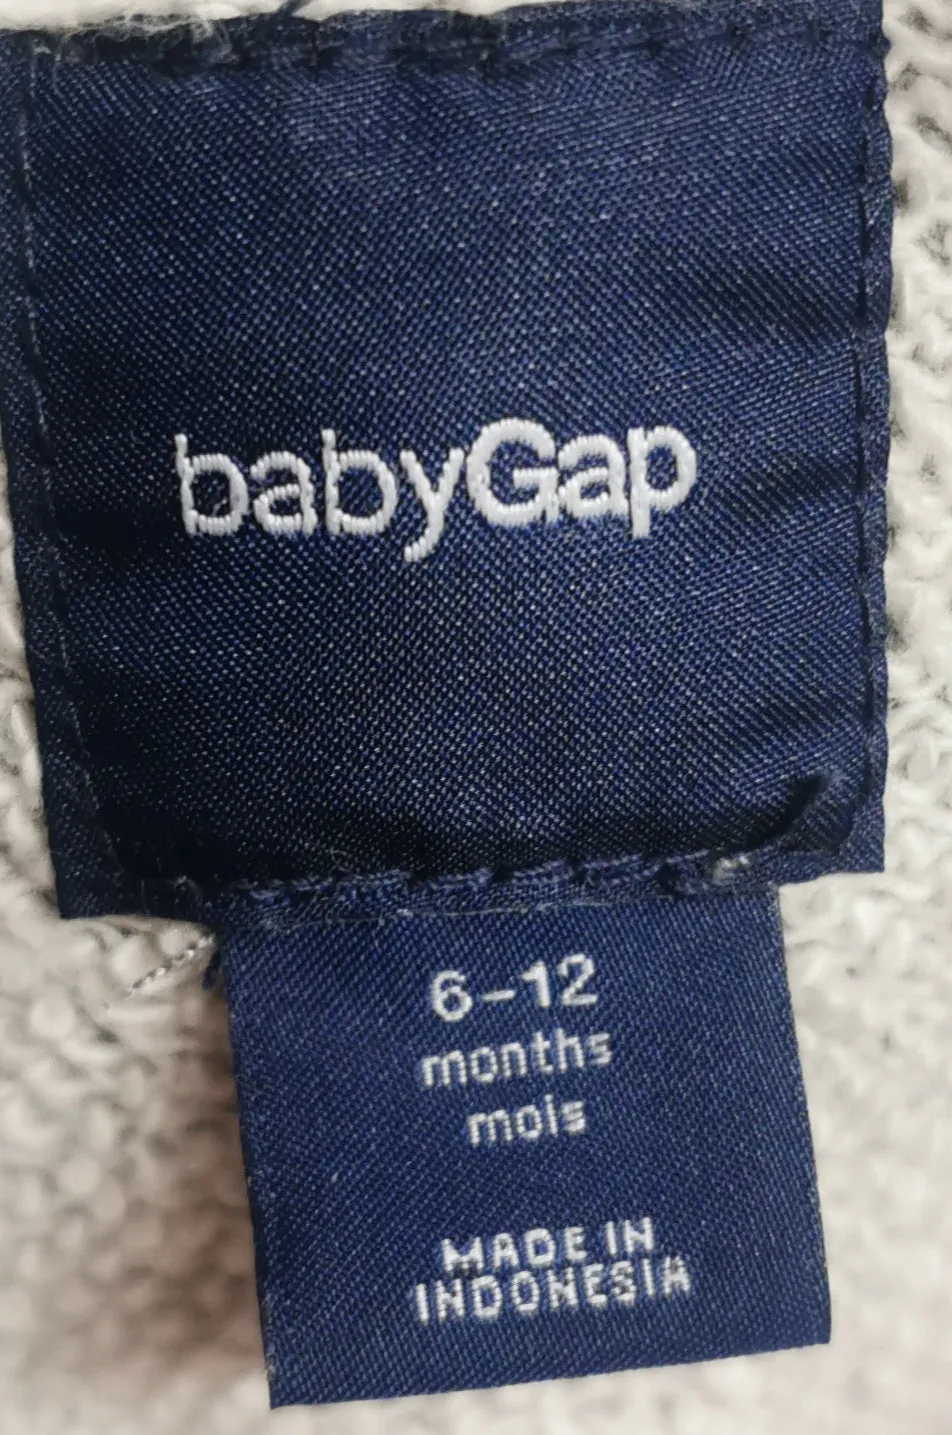 babyGap
6-12
months
mois
MADE IN
INDONESIA